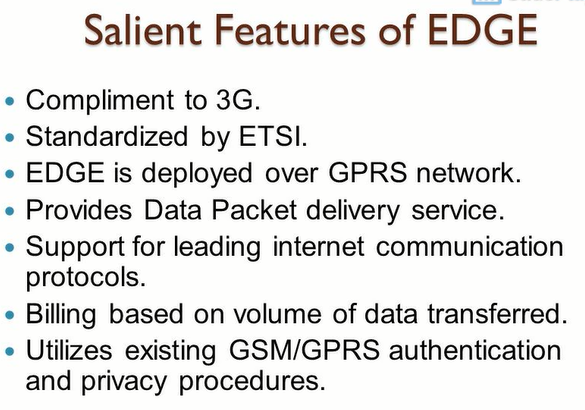 Salient Features of EDGE
• Compliment to 3G.
• Standardized by ETSI.
• EDGE is deployed over GPRS network.
• Provides Data Packet delivery service.
• Support for leading internet communication
protocols.
• Billing based on volume of data transferred.
• Utilizes existing GSM/GPRS authentication
and privacy procedures.